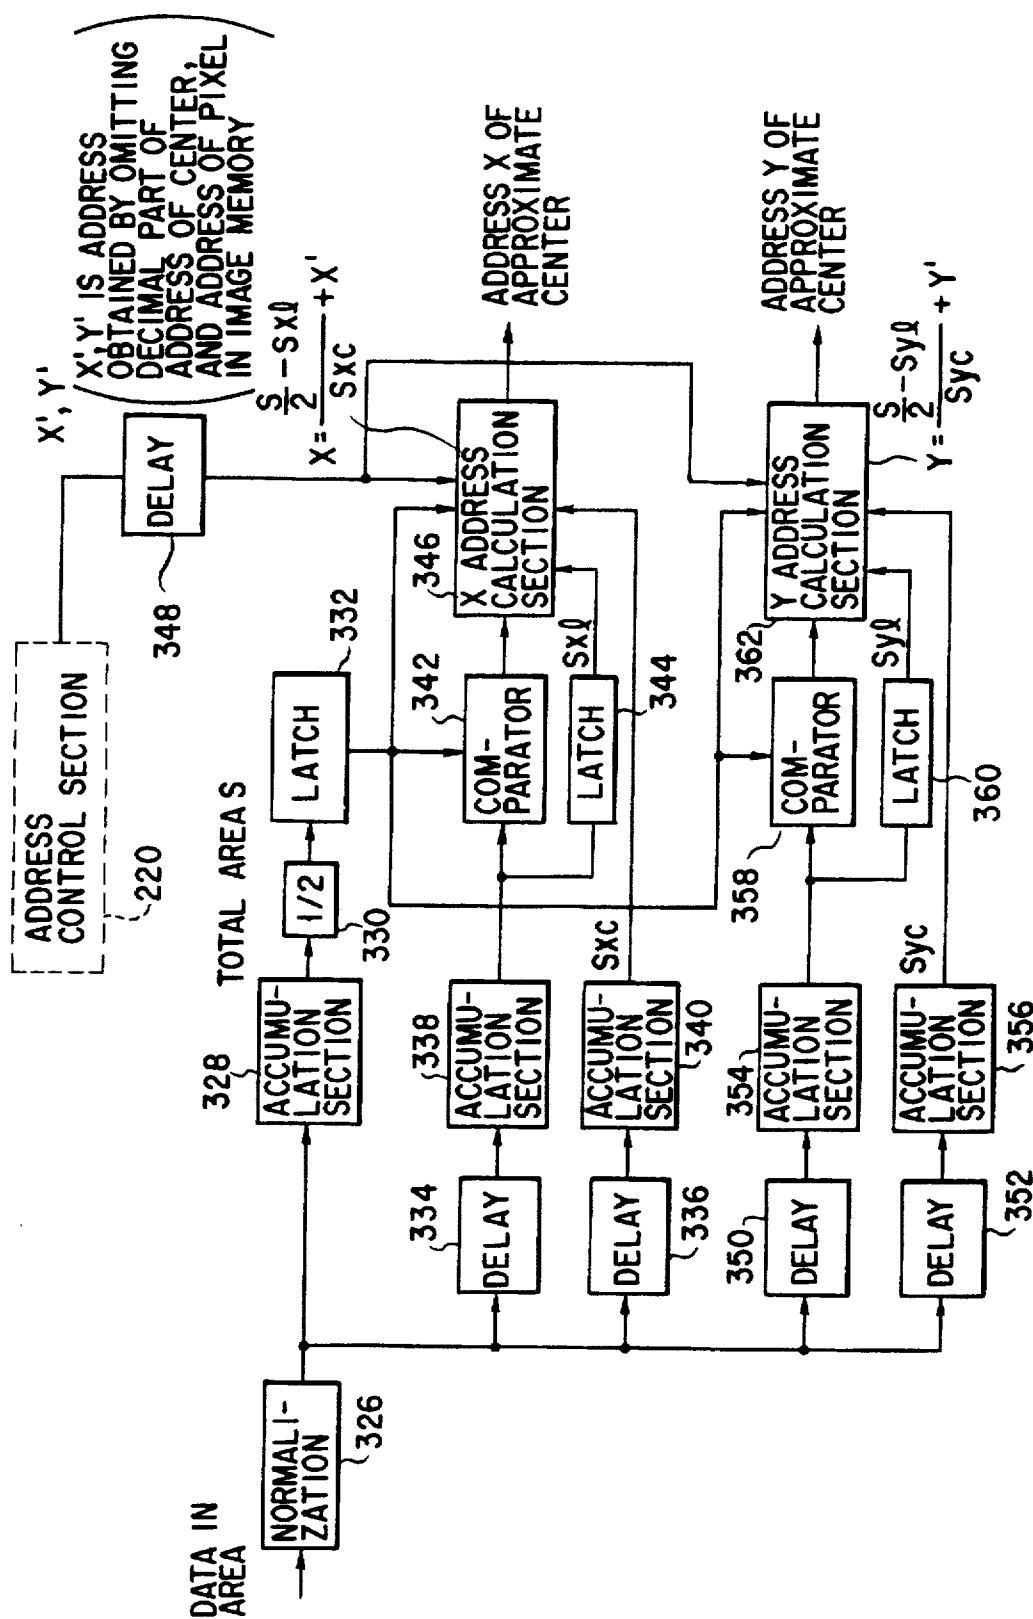 ADDRESS
CONTROL SECTION
220
X', Y'
DELAY
348
X',Y' IS ADDRESS
OBTAINED BY OMITTING
DECIMAL PART OF
ADDRESS OF CENTER,
AND ADDRESS OF PIXEL
IN IMAGE MEMORY
DATA IN
AREA
NORMALI-
ZATION
326
328
ACCUMU-
LATION
SECTION
TOTAL AREA S
1/2
330
LATCH
332
334
DELAY
338
ACCUMU-
LATION
SECTION
342
COM-
PARATOR
346
X ADDRESS
CALCULATION
SECTION
X = (S/2 - Sxℓ)/Sxc + X'
ADDRESS X OF
APPROXIMATE
CENTER
LATCH
344
Sxℓ
DELAY
336
ACCUMU-
LATION
SECTION
340
Sxc
350
DELAY
354
ACCUMU-
LATION
SECTION
358
COM-
PARATOR
362
Y ADDRESS
CALCULATION
SECTION
Y = (S/2 - Syℓ)/Syc + Y'
ADDRESS Y OF
APPROXIMATE
CENTER
LATCH
360
Syℓ
DELAY
352
ACCUMU-
LATION
SECTION
356
Syc